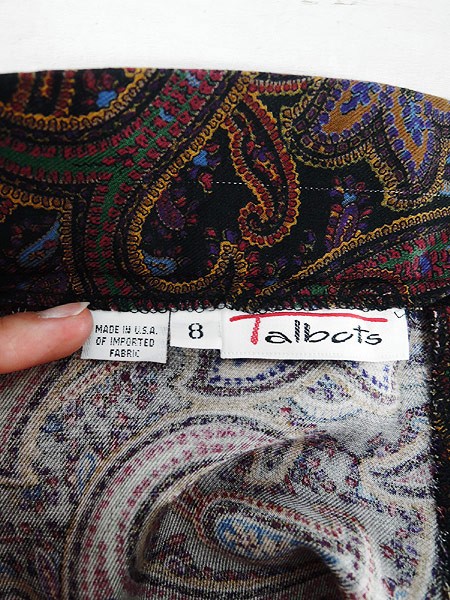 MADE IN U.S.A.
OF IMPORTED
FABRIC
8
Talbots